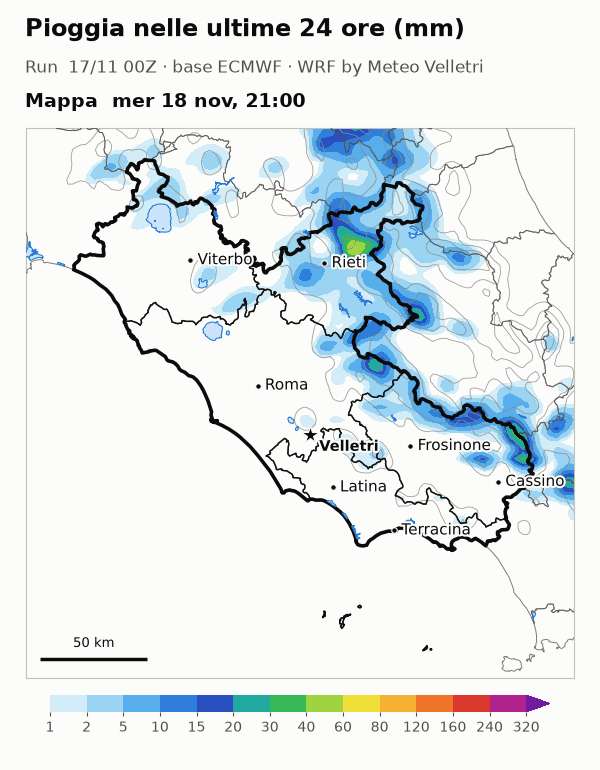 Pioggia nelle ultime 24 ore (mm)
Run 17/11 00Z · base ECMWF · WRF by Meteo Velletri
Mappa mer 18 nov, 21:00
Viterbo
Rieti
Roma
Velletri
Frosinone
Cassino
Latina
Terracina
50 km
1 2 5 10 15 20 30 40 60 80 120 160 240 320